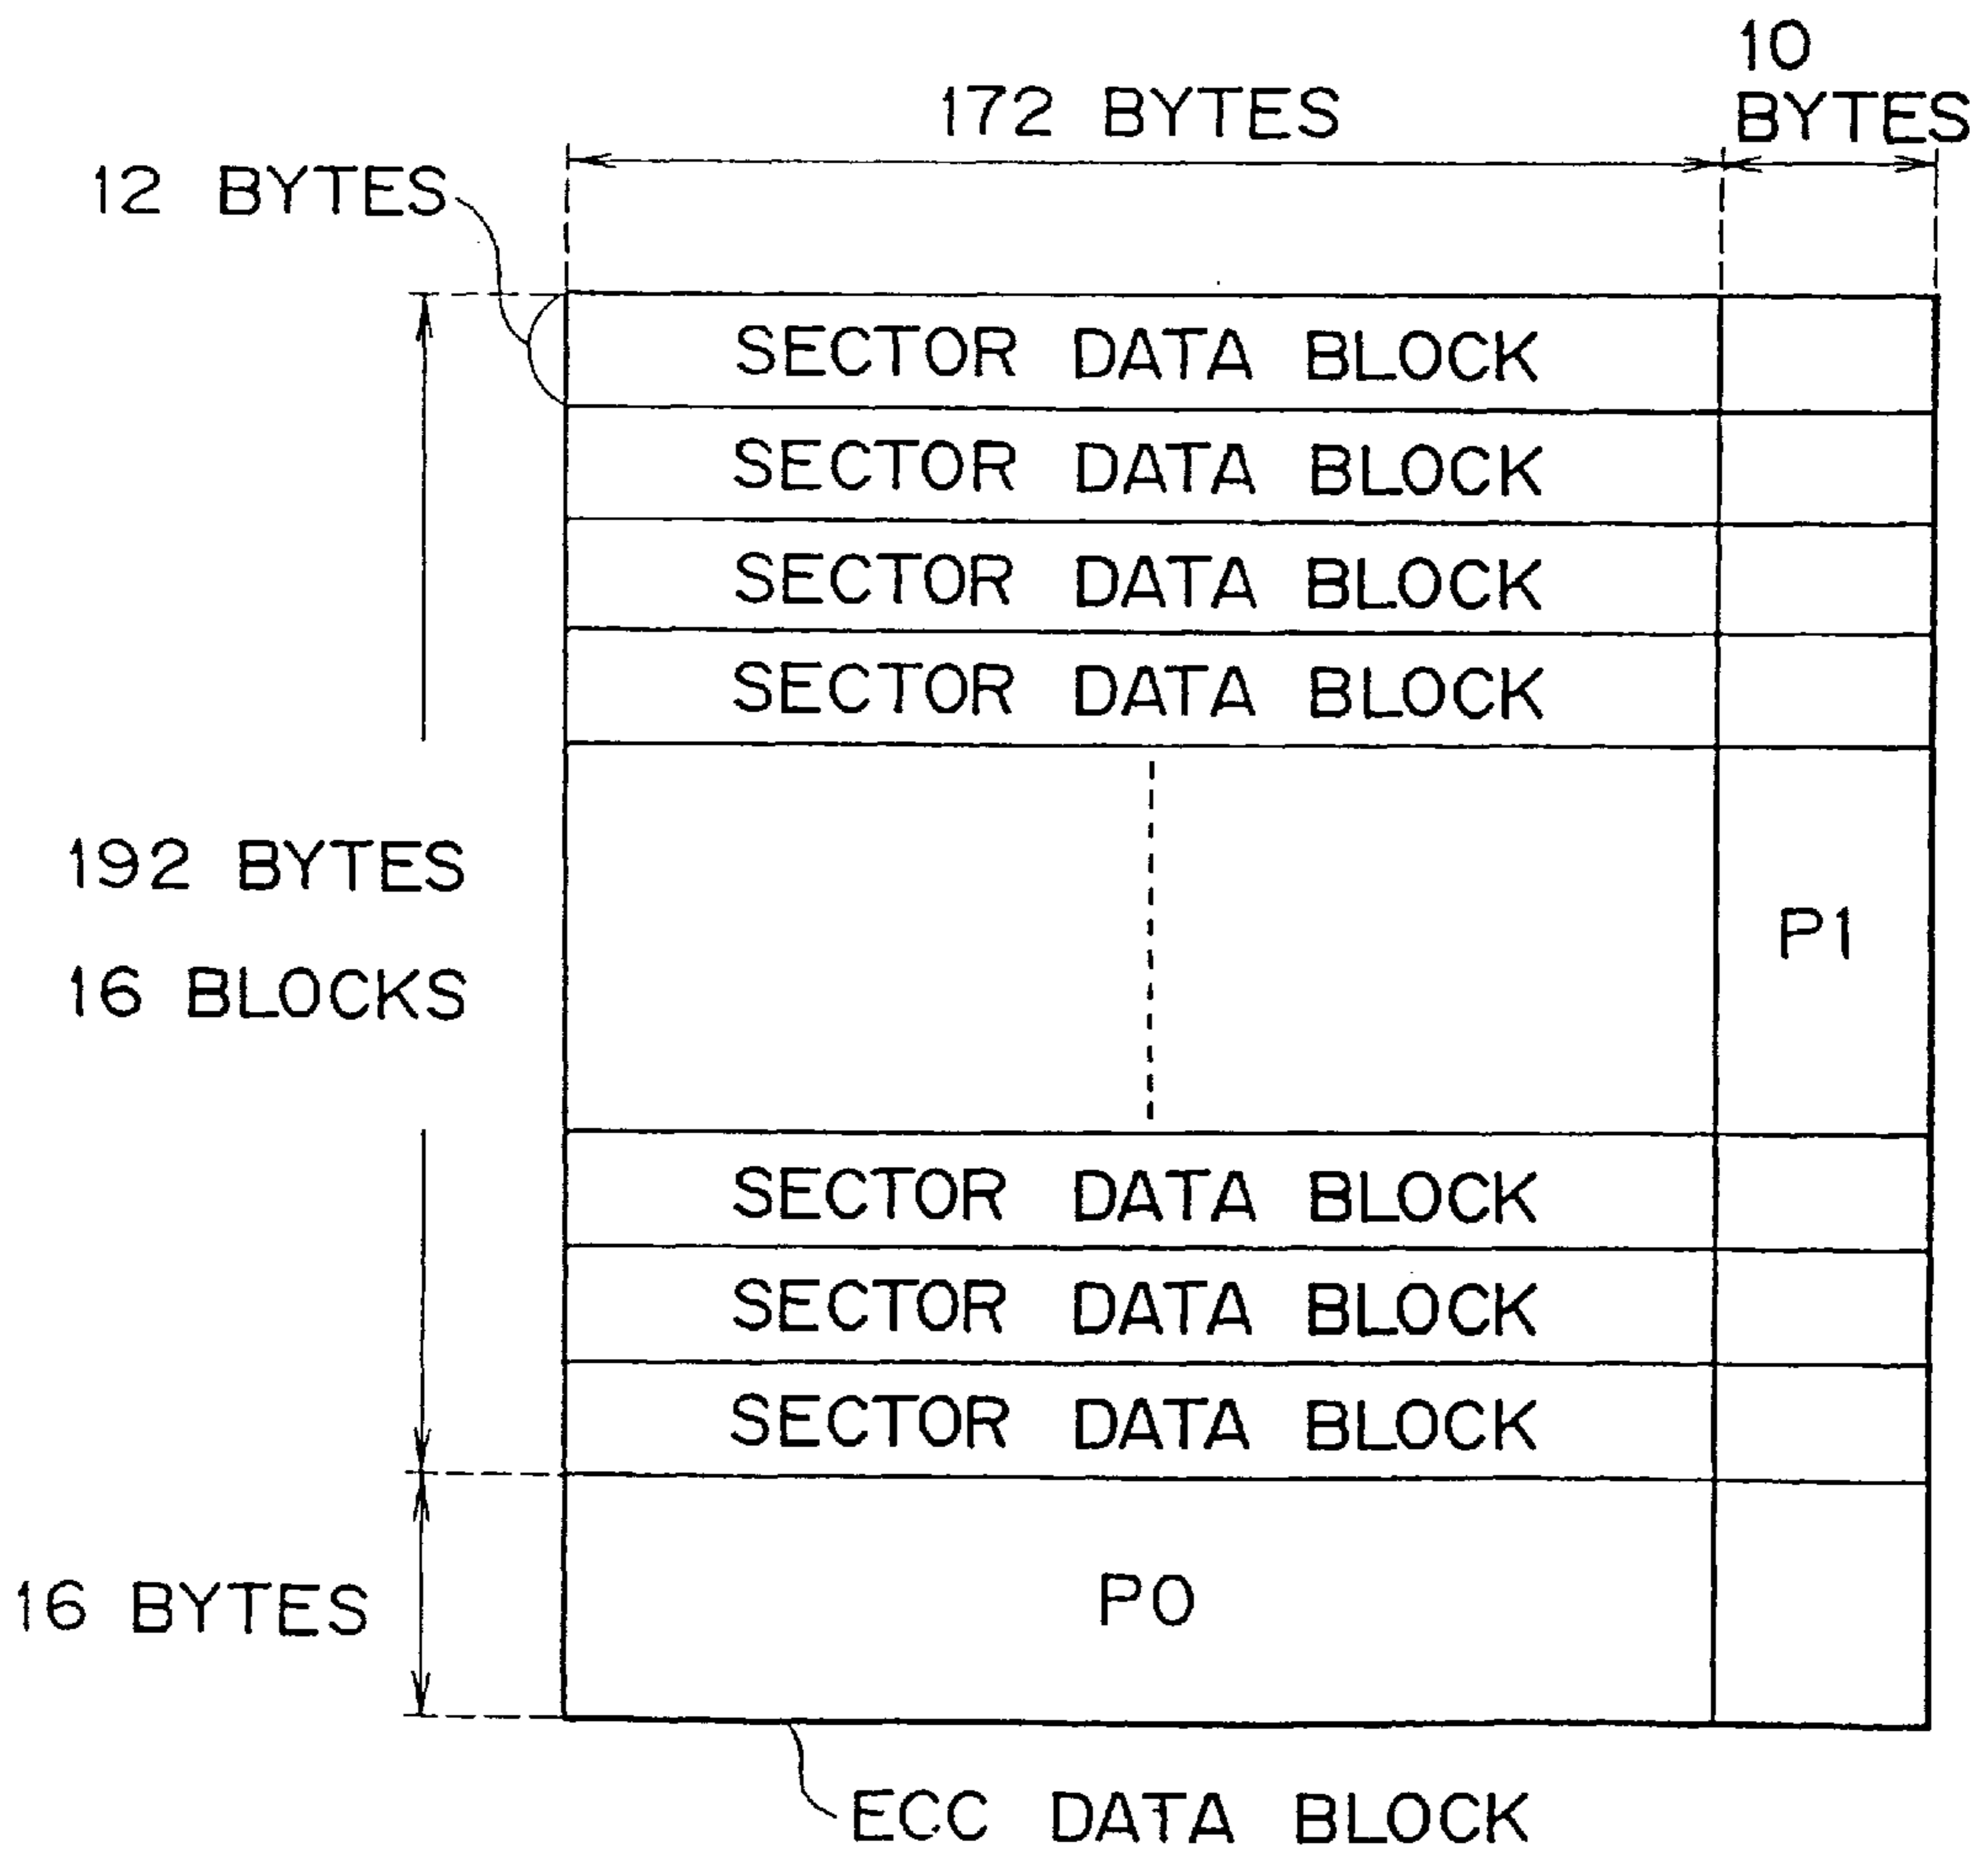 10
172 BYTES
BYTES
12 BYTES
SECTOR DATA BLOCK
SECTOR DATA BLOCK
SECTOR DATA BLOCK
SECTOR DATA BLOCK
192 BYTES
P1
16 BLOCKS
SECTOR DATA BLOCK
SECTOR DATA BLOCK
SECTOR DATA BLOCK
16 BYTES
PO
ECC DATA BLOCK